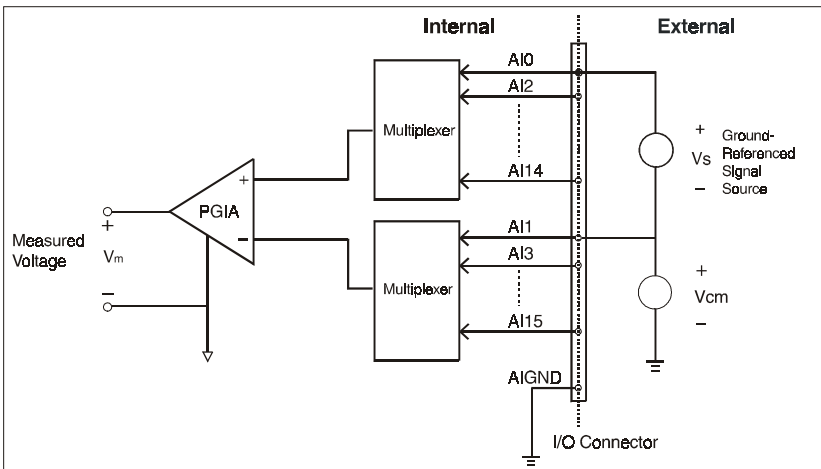 Internal
External
AI0
AI2
Multiplexer
AI14
+
Vs
−
Ground-
Referenced
Signal
Source
+
PGIA
−
Measured
Voltage
+
Vm
−
AI1
AI3
Multiplexer
AI15
+
Vcm
−
AIGND
I/O Connector